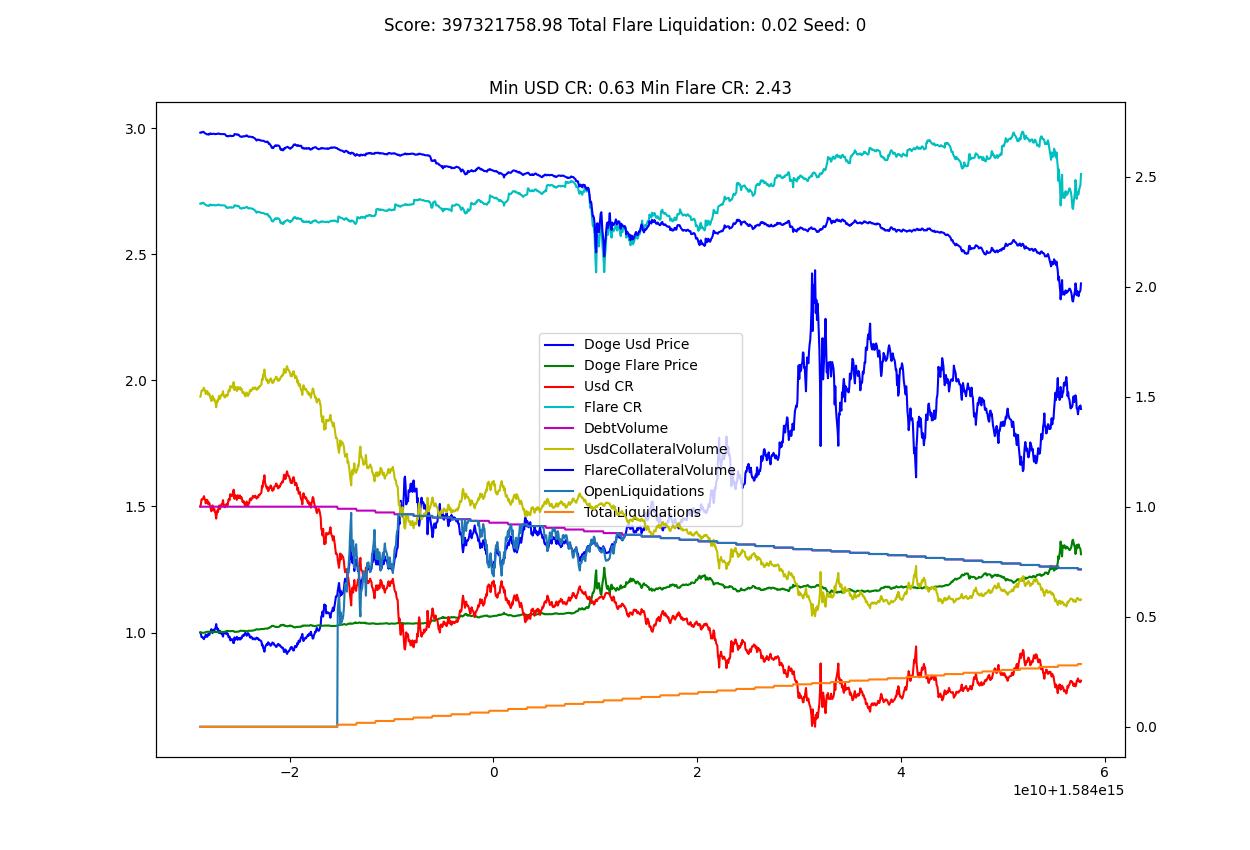 Score: 397321758.98 Total Flare Liquidation: 0.02 Seed: 0
Min USD CR: 0.63 Min Flare CR: 2.43
3.0
2.5
2.0
1.5
1.0
2.5
2.0
1.5
1.0
0.5
0.0
Doge Usd Price
Doge Flare Price
Usd CR
Flare CR
DebtVolume
UsdCollateralVolume
FlareCollateralVolume
OpenLiquidations
TotalLiquidations
−2 0 2 4 6
1e10+1.584e15